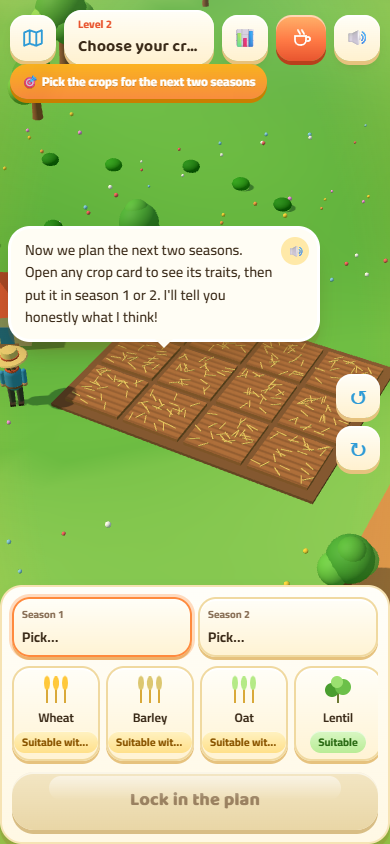 Level 2
Choose your cr...
🎯 Pick the crops for the next two seasons
Now we plan the next two seasons.
Open any crop card to see its traits, then
put it in season 1 or 2. I'll tell you
honestly what I think!
Season 1
Pick...
Season 2
Pick...
Wheat
Suitable wit...
Barley
Suitable wit...
Oat
Suitable wit...
Lentil
Suitable
Lock in the plan